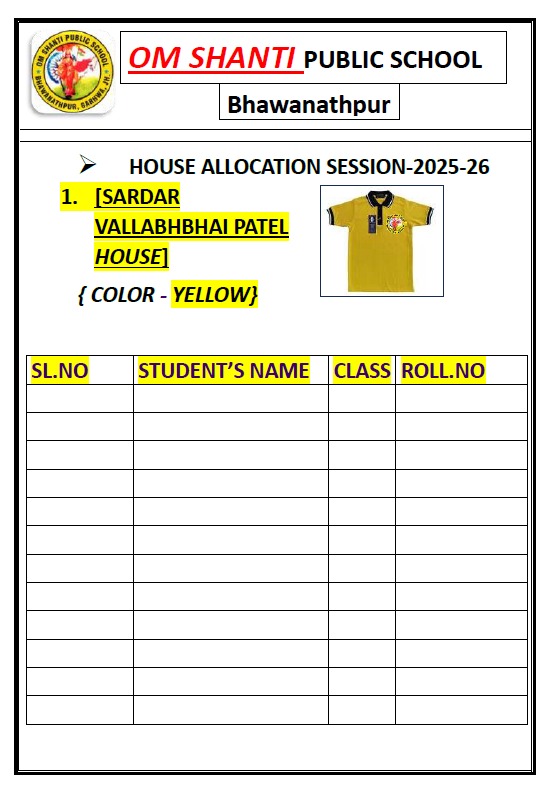 OM SHANTI PUBLIC SCHOOL
BHAWANATHPUR, GARHWA, JH.
OM SHANTI PUBLIC SCHOOL
Bhawanathpur
➢ HOUSE ALLOCATION SESSION-2025-26
1. [SARDAR
VALLABHBHAI PATEL
HOUSE]
{ COLOR - YELLOW}
SL.NO STUDENT’S NAME CLASS ROLL.NO